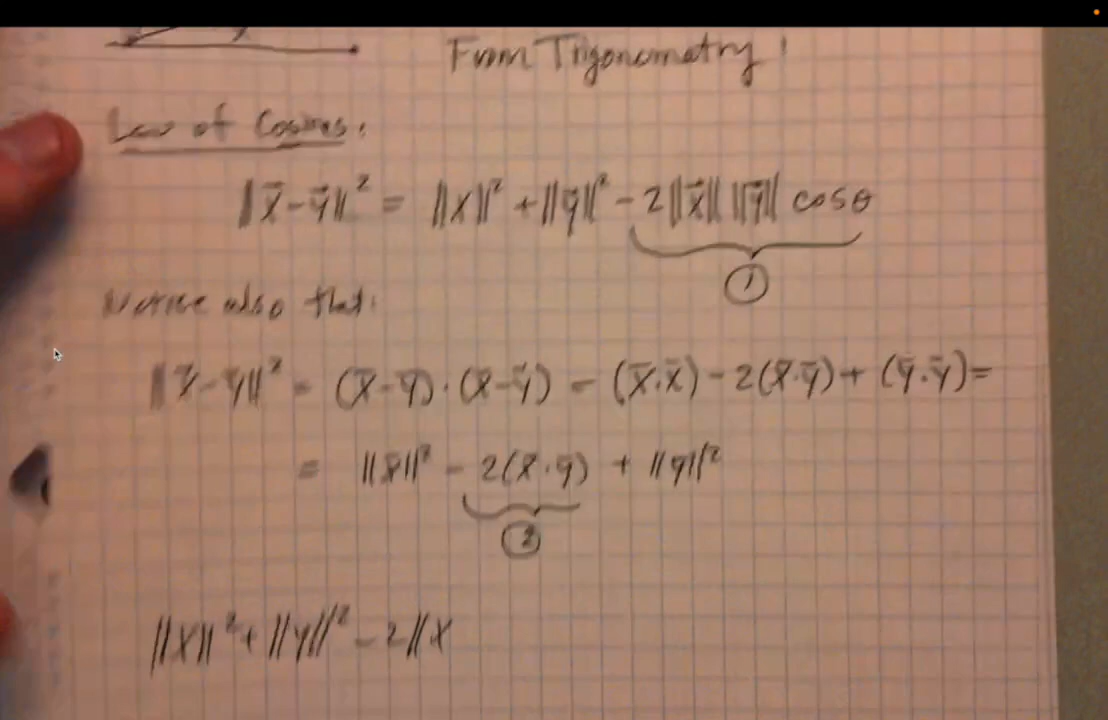 From Trigonometry!
Law of Cosines:
‖x̄-ȳ‖² = ‖x‖² + ‖ȳ‖² - 2‖x̄‖ ‖ȳ‖ cosθ
①
Notice also that:
‖x̄-ȳ‖² = (x̄-ȳ)·(x̄-ȳ) = (x̄·x̄) - 2(x̄·ȳ) + (ȳ·ȳ) =
= ‖x̄‖² - 2(x̄·ȳ) + ‖ȳ‖²
②
‖x‖² + ‖y‖² - 2‖x